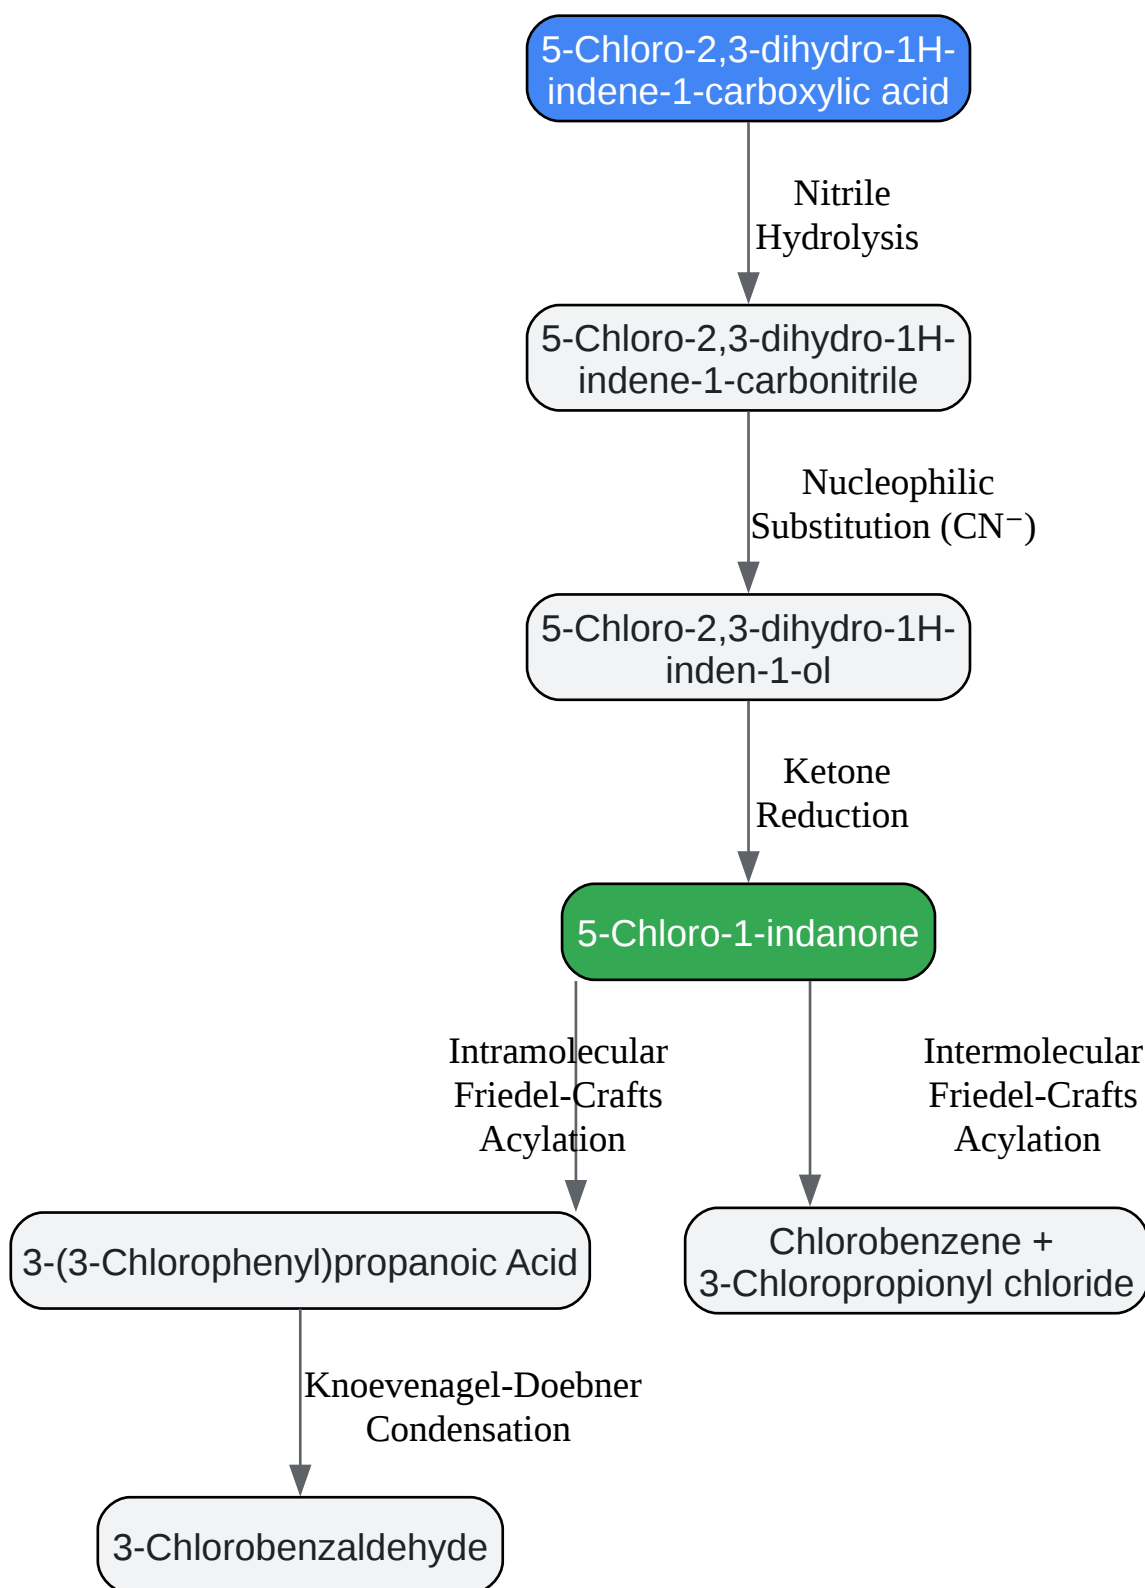 5-Chloro-2,3-dihydro-1H-
indene-1-carboxylic acid
Nitrile
Hydrolysis
5-Chloro-2,3-dihydro-1H-
indene-1-carbonitrile
Nucleophilic
Substitution (CN⁻)
5-Chloro-2,3-dihydro-1H-
inden-1-ol
Ketone
Reduction
5-Chloro-1-indanone
Intramolecular
Friedel-Crafts
Acylation
Intermolecular
Friedel-Crafts
Acylation
3-(3-Chlorophenyl)propanoic Acid
Chlorobenzene +
3-Chloropropionyl chloride
Knoevenagel-Doebner
Condensation
3-Chlorobenzaldehyde